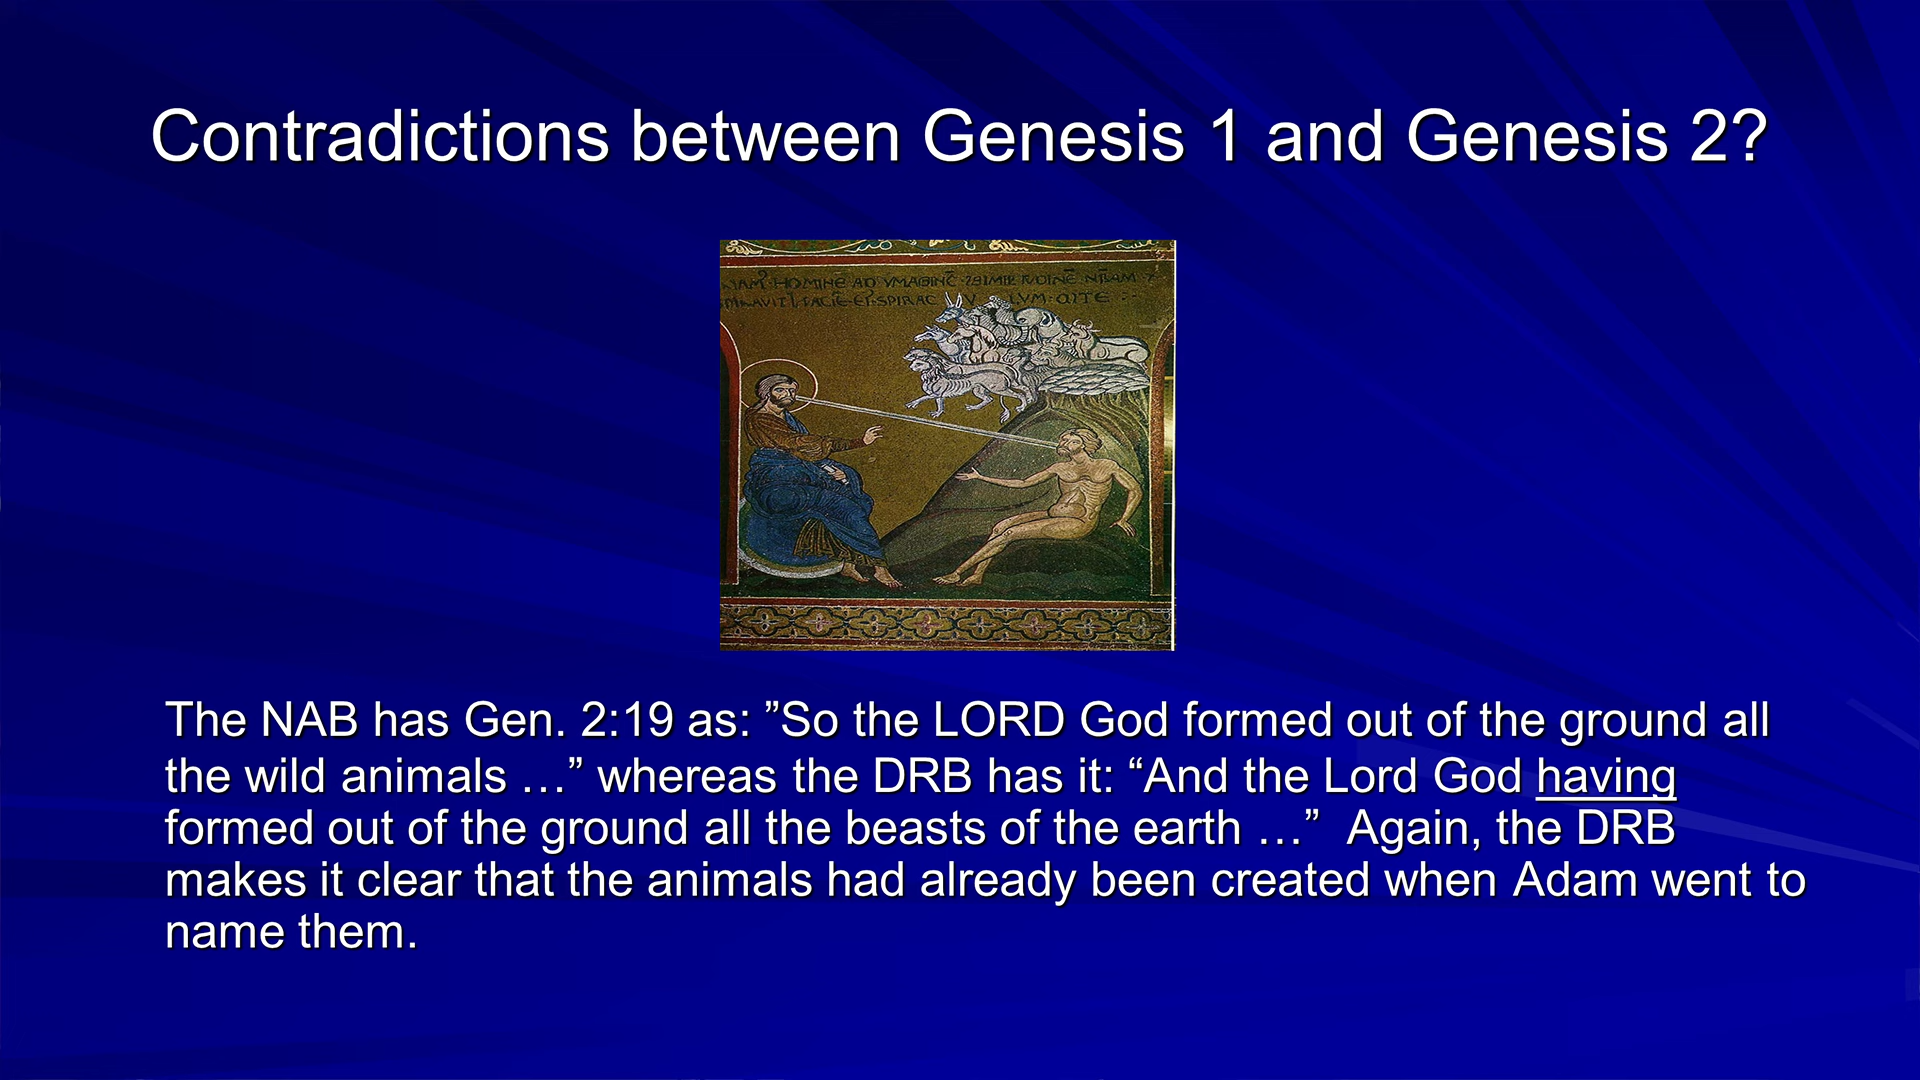 Contradictions between Genesis 1 and Genesis 2?
HOMINE AD YMAGINE
The NAB has Gen. 2:19 as: ”So the LORD God formed out of the ground all
the wild animals …” whereas the DRB has it: “And the Lord God having
formed out of the ground all the beasts of the earth …”  Again, the DRB
makes it clear that the animals had already been created when Adam went to
name them.